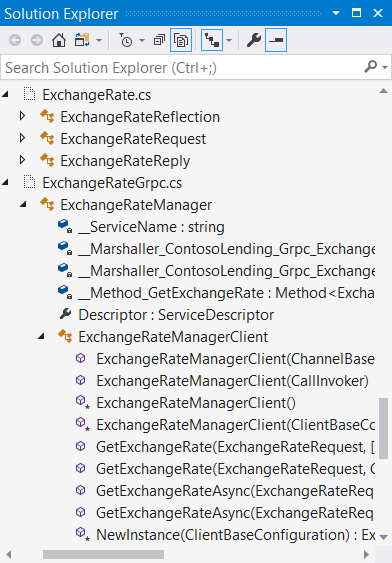 Solution Explorer
Search Solution Explorer (Ctrl+;)
ExchangeRate.cs
ExchangeRateReflection
ExchangeRateRequest
ExchangeRateReply
ExchangeRateGrpc.cs
ExchangeRateManager
__ServiceName : string
__Marshaller_ContosoLending_Grpc_Exchange
__Marshaller_ContosoLending_Grpc_Exchange
__Method_GetExchangeRate : Method<Excha
Descriptor : ServiceDescriptor
ExchangeRateManagerClient
ExchangeRateManagerClient(ChannelBase
ExchangeRateManagerClient(CallInvoker)
ExchangeRateManagerClient()
ExchangeRateManagerClient(ClientBaseCo
GetExchangeRate(ExchangeRateRequest, [
GetExchangeRate(ExchangeRateRequest, C
GetExchangeRateAsync(ExchangeRateReq
GetExchangeRateAsync(ExchangeRateReq
NewInstance(ClientBaseConfiguration) : Ex